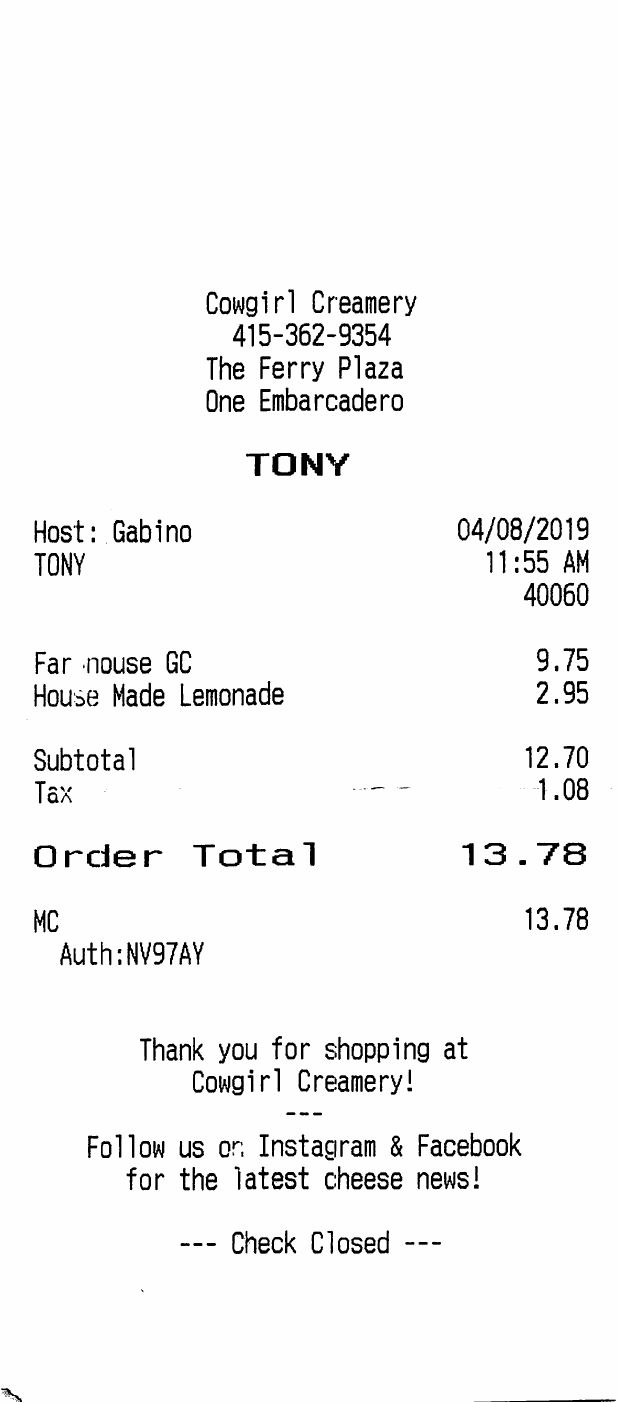 Cowgirl Creamery
415-362-9354
The Ferry Plaza
One Embarcadero
TONY
Host: Gabino 04/08/2019
TONY 11:55 AM
40060
GC 9.75
House Made Lemonade 2.95
Subtotal 12.70
Tax 1.08
Order Total 13.78
MC 13.78
Auth:NV97AY
Thank you for shopping at
Cowgirl Creamery!
---
Follow us on Instagram & Facebook
for the latest cheese news!
--- Check Closed ---